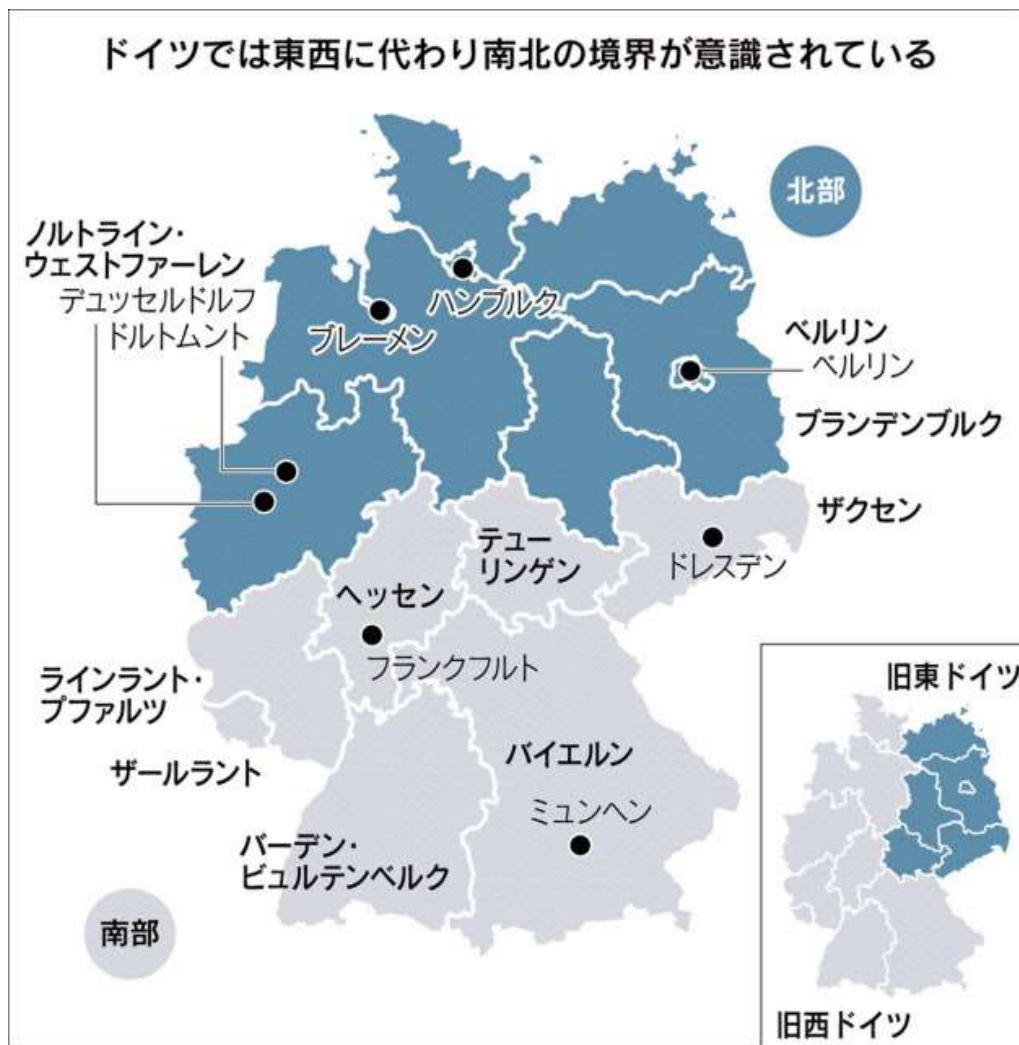 ドイツでは東西に代わり南北の境界が意識されている
北部
ノルトライン・
ウェストファーレン
デュッセルドルフ
ドルトムント
ハンブルク
ブレーメン
ベルリン
ベルリン
ブランデンブルク
ザクセン
ドレスデン
テュー
リンゲン
ヘッセン
フランクフルト
ラインラント・
プファルツ
ザールラント
バイエルン
ミュンヘン
バーデン・
ビュルテンベルク
南部
旧東ドイツ
旧西ドイツ